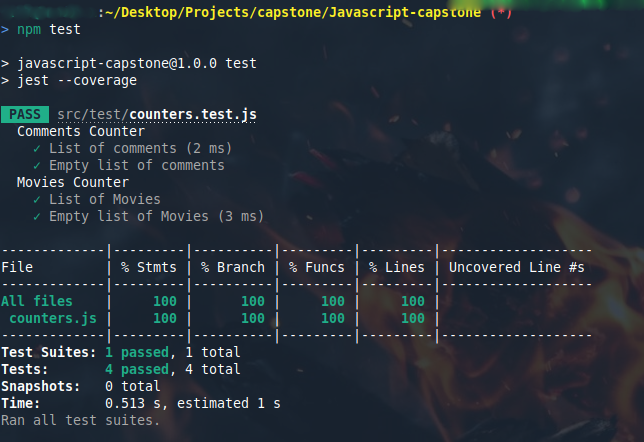 :~/Desktop/Projects/capstone/Javascript-capstone (*)
> npm test
> javascript-capstone@1.0.0 test
> jest --coverage
PASS src/test/counters.test.js
Comments Counter
✓ List of comments (2 ms)
✓ Empty list of comments
Movies Counter
✓ List of Movies
✓ Empty list of Movies (3 ms)
-------------|---------|----------|---------|---------|-------------------
File | % Stmts | % Branch | % Funcs | % Lines | Uncovered Line #s
-------------|---------|----------|---------|---------|-------------------
All files | 100 | 100 | 100 | 100 |
counters.js | 100 | 100 | 100 | 100 |
-------------|---------|----------|---------|---------|-------------------
Test Suites: 1 passed, 1 total
Tests: 4 passed, 4 total
Snapshots: 0 total
Time: 0.513 s, estimated 1 s
Ran all test suites.